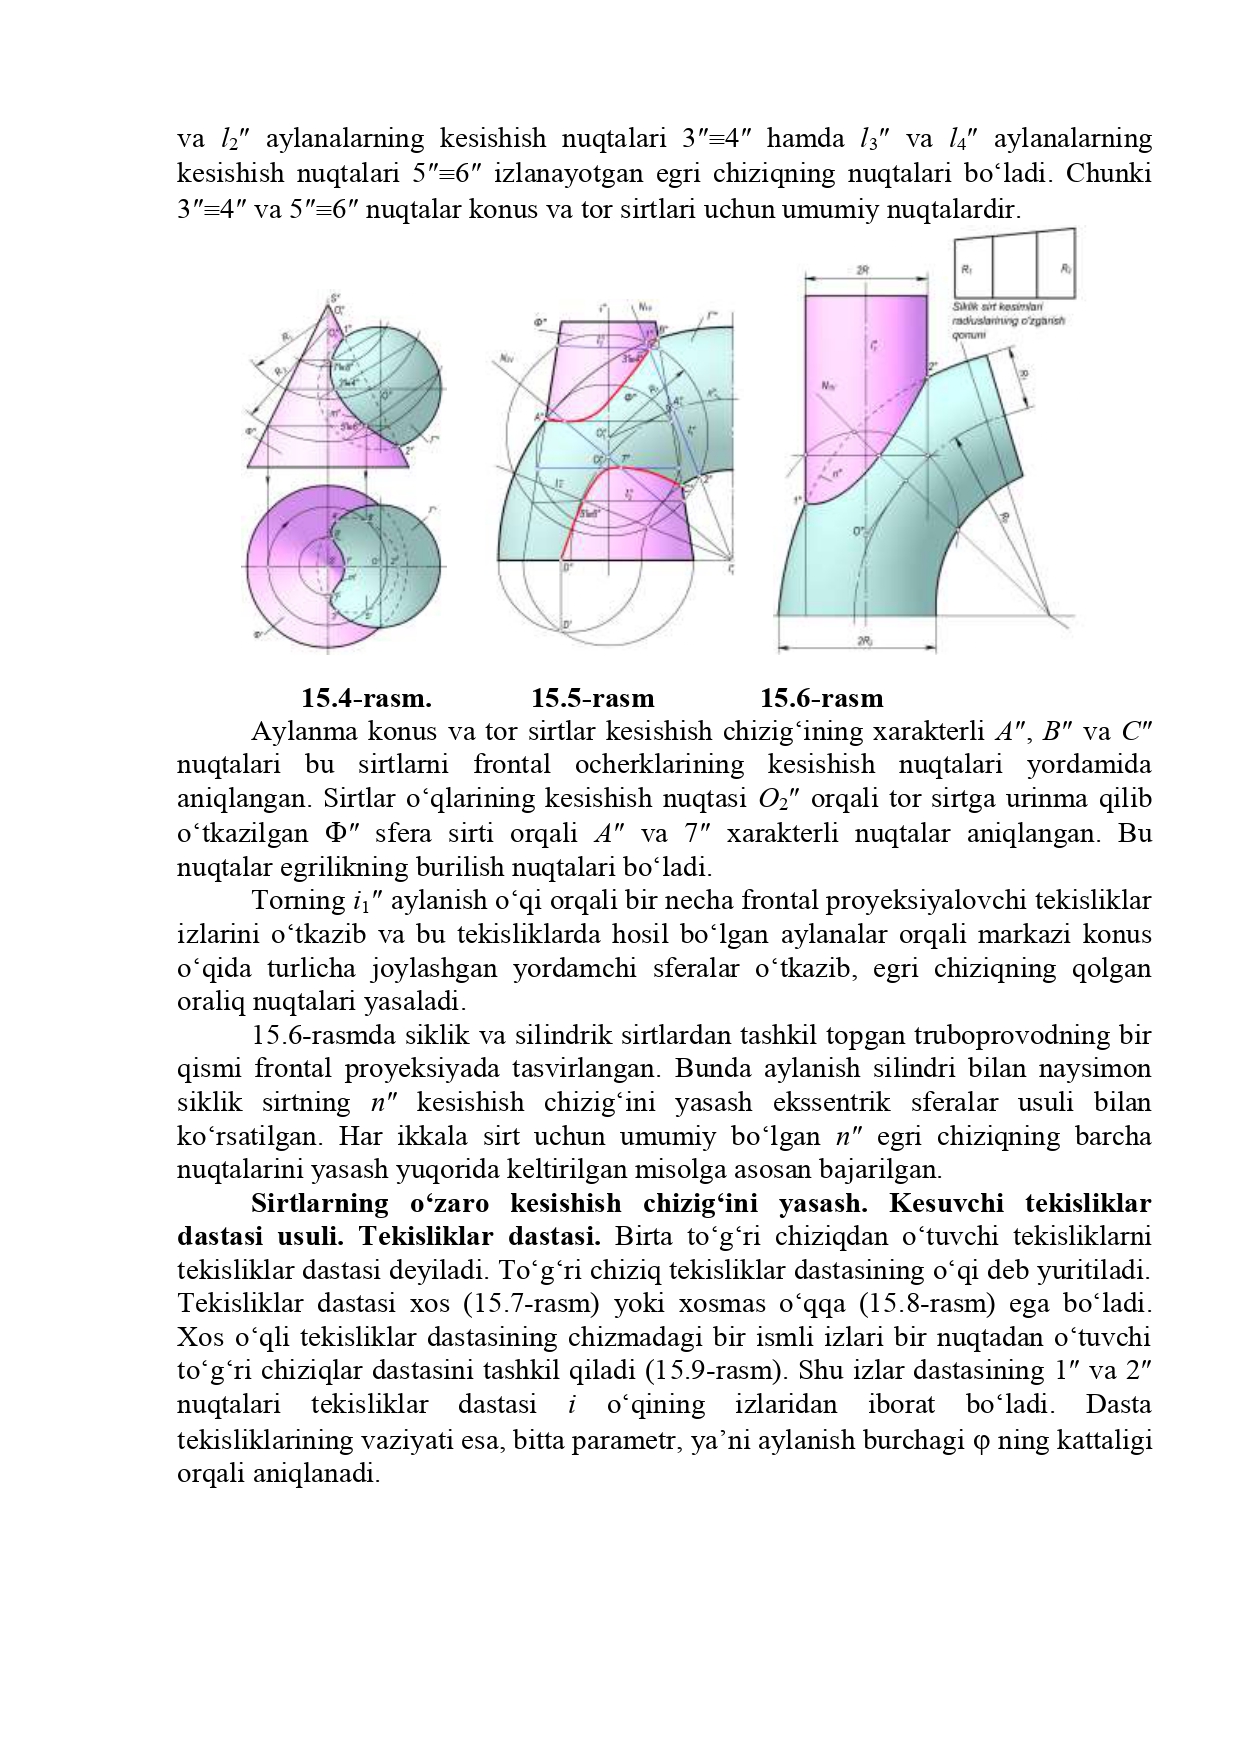 va l₂″ aylanalarning kesishish nuqtalari 3″≡4″ hamda l₃″ va l₄″ aylanalarning
kesishish nuqtalari 5″≡6″ izlanayotgan egri chiziqning nuqtalari bo‘ladi. Chunki
3″≡4″ va 5″≡6″ nuqtalar konus va tor sirtlari uchun umumiy nuqtalardir.
2R
R₁
R₂
Siklik sirt kesimlari
radiuslarining o‘zgarish
qonuni
15.4-rasm. 15.5-rasm 15.6-rasm
Aylanma konus va tor sirtlar kesishish chizig‘ining xarakterli A″, B″ va C″
nuqtalari bu sirtlarni frontal ocherklarining kesishish nuqtalari yordamida
aniqlangan. Sirtlar o‘qlarining kesishish nuqtasi O₂″ orqali tor sirtga urinma qilib
o‘tkazilgan Φ″ sfera sirti orqali A″ va 7″ xarakterli nuqtalar aniqlangan. Bu
nuqtalar egrilikning burilish nuqtalari bo‘ladi.
Torning i₁″ aylanish o‘qi orqali bir necha frontal proyeksiyalovchi tekisliklar
izlarini o‘tkazib va bu tekisliklarda hosil bo‘lgan aylanalar orqali markazi konus
o‘qida turlicha joylashgan yordamchi sferalar o‘tkazib, egri chiziqning qolgan
oraliq nuqtalari yasaladi.
15.6-rasmda siklik va silindrik sirtlardan tashkil topgan truboprovodning bir
qismi frontal proyeksiyada tasvirlangan. Bunda aylanish silindri bilan naysimon
siklik sirtning n″ kesishish chizig‘ini yasash ekssentrik sferalar usuli bilan
ko‘rsatilgan. Har ikkala sirt uchun umumiy bo‘lgan n″ egri chiziqning barcha
nuqtalarini yasash yuqorida keltirilgan misolga asosan bajarilgan.
Sirtlarning o‘zaro kesishish chizig‘ini yasash. Kesuvchi tekisliklar
dastasi usuli. Tekisliklar dastasi. Birta to‘g‘ri chiziqdan o‘tuvchi tekisliklarni
tekisliklar dastasi deyiladi. To‘g‘ri chiziq tekisliklar dastasining o‘qi deb yuritiladi.
Tekisliklar dastasi xos (15.7-rasm) yoki xosmas o‘qqa (15.8-rasm) ega bo‘ladi.
Xos o‘qli tekisliklar dastasining chizmadagi bir ismli izlari bir nuqtadan o‘tuvchi
to‘g‘ri chiziqlar dastasini tashkil qiladi (15.9-rasm). Shu izlar dastasining 1″ va 2″
nuqtalari tekisliklar dastasi i o‘qining izlaridan iborat bo‘ladi. Dasta
tekisliklarining vaziyati esa, bitta parametr, ya’ni aylanish burchagi φ ning kattaligi
orqali aniqlanadi.